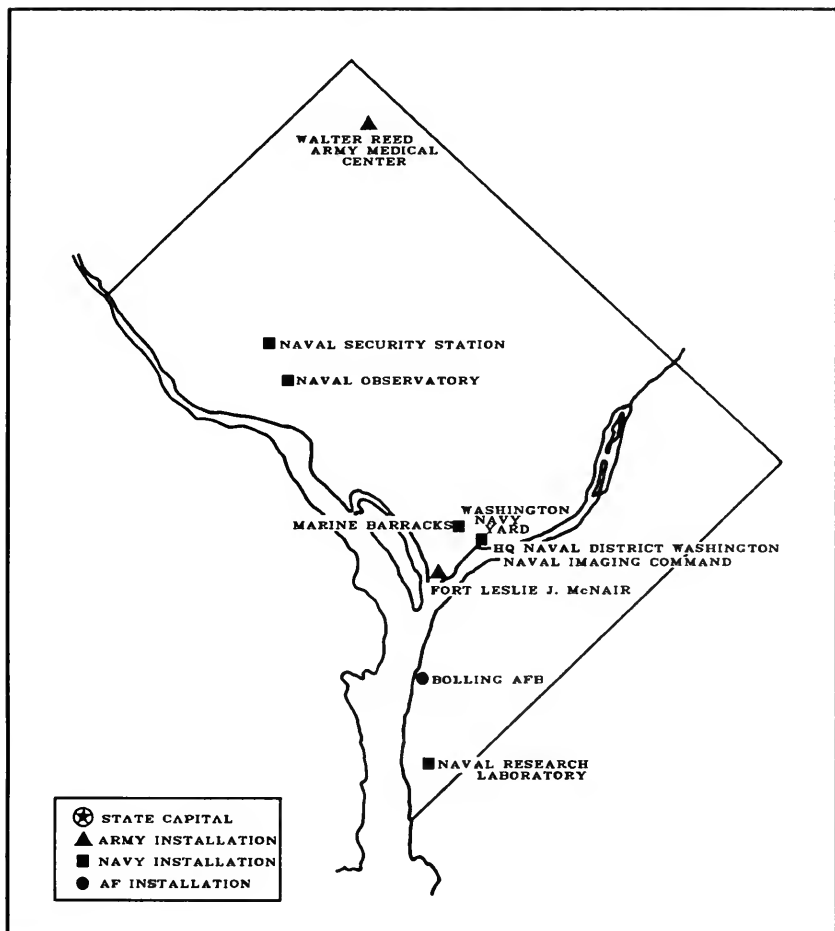 WALTER REED
ARMY MEDICAL
CENTER
NAVAL SECURITY STATION
NAVAL OBSERVATORY
WASHINGTON
NAVY
YARD
MARINE BARRACKS
HQ NAVAL DISTRICT WASHINGTON
NAVAL IMAGING COMMAND
FORT LESLIE J. McNAIR
BOLLING AFB
NAVAL RESEARCH
LABORATORY
STATE CAPITAL
ARMY INSTALLATION
NAVY INSTALLATION
AF INSTALLATION